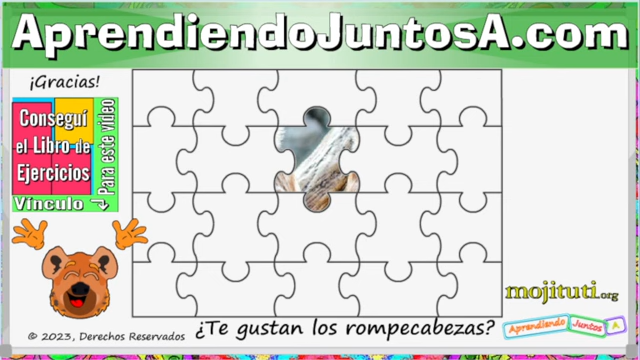 AprendiendoJuntosA.com
¡Gracias!
Conseguí
el Libro de
Ejercicios
Vínculo
Para este vídeo
mojituti.org
Aprendiendo Juntos A
© 2023, Derechos Reservados
¿Te gustan los rompecabezas?